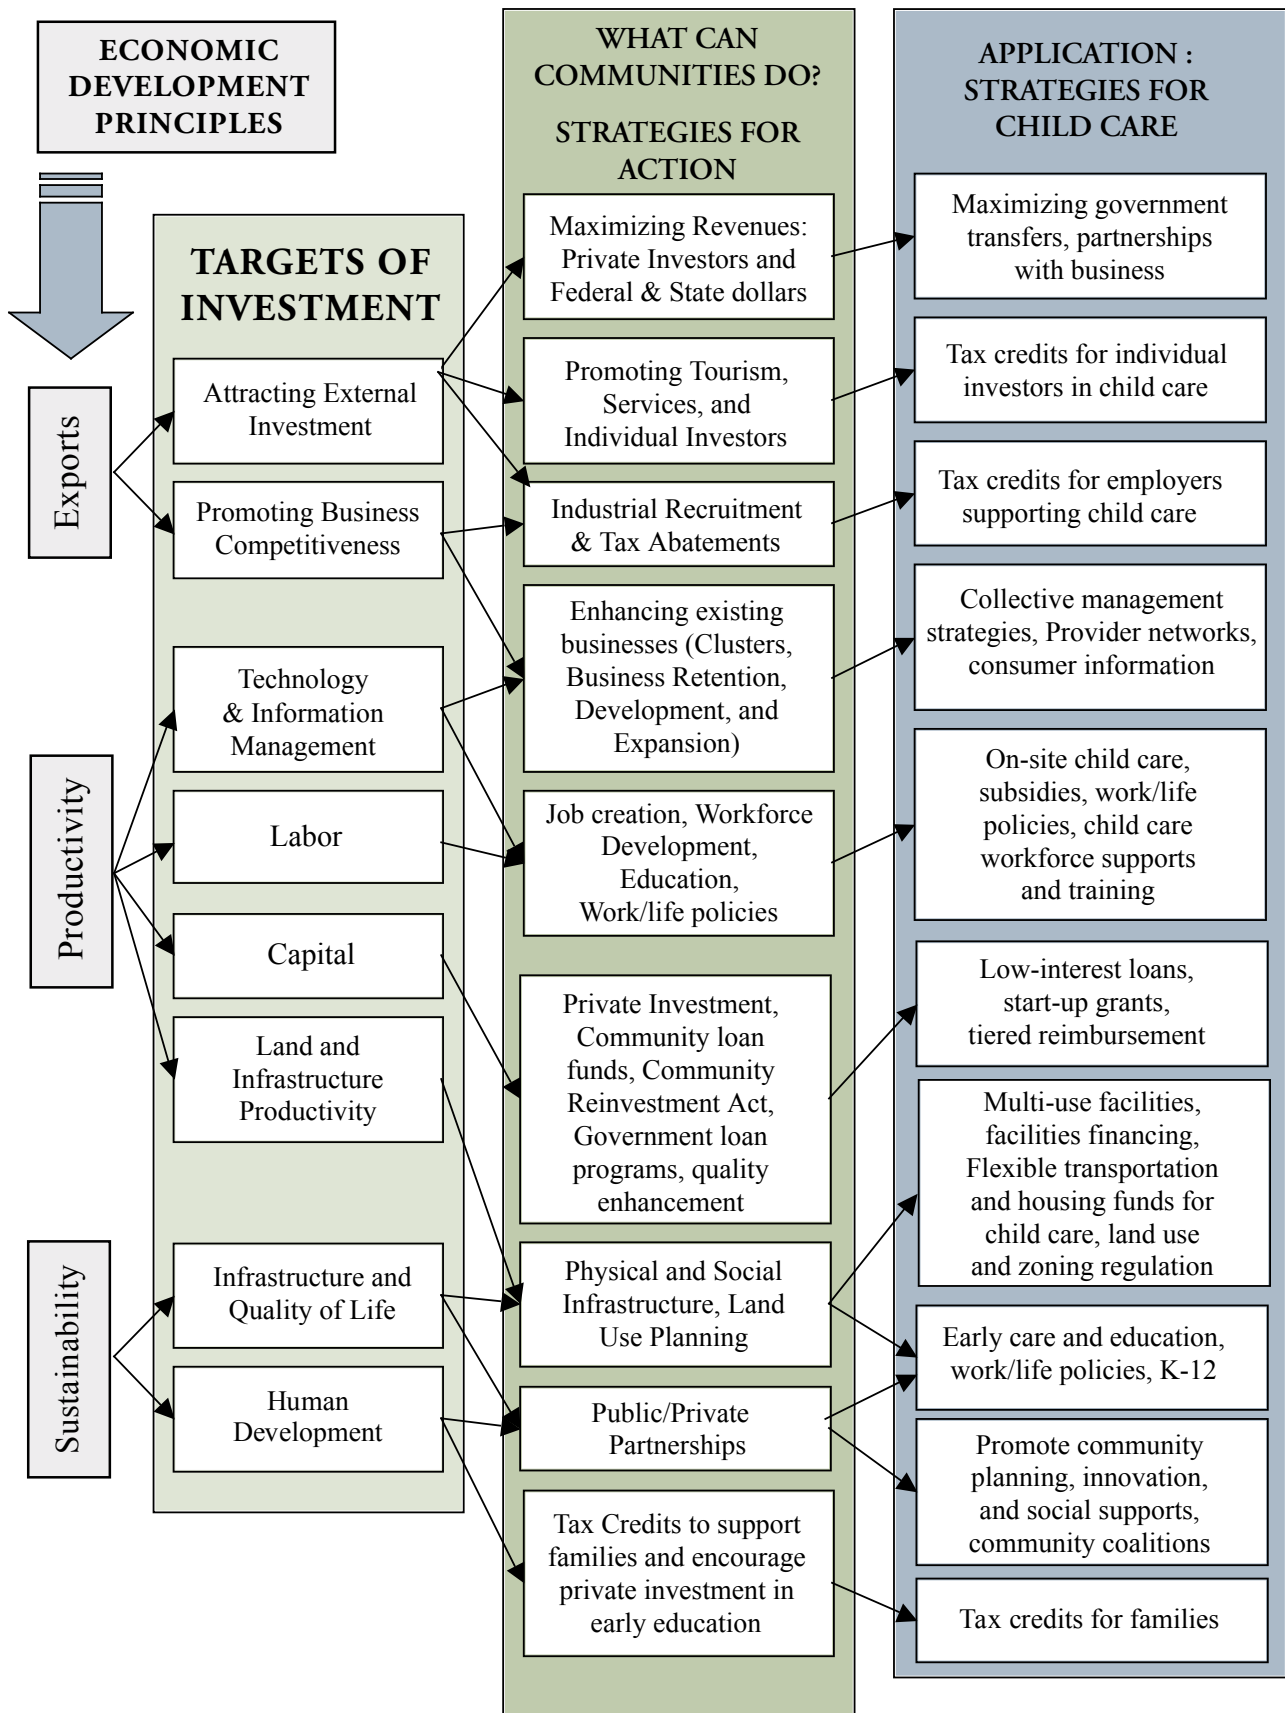 ECONOMIC
DEVELOPMENT
PRINCIPLES
Exports
Productivity
Sustainability
TARGETS OF
INVESTMENT
Attracting External
Investment
Promoting Business
Competitiveness
Technology
& Information
Management
Labor
Capital
Land and
Infrastructure
Productivity
Infrastructure and
Quality of Life
Human
Development
WHAT CAN
COMMUNITIES DO?
STRATEGIES FOR
ACTION
Maximizing Revenues:
Private Investors and
Federal & State dollars
Promoting Tourism,
Services, and
Individual Investors
Industrial Recruitment
& Tax Abatements
Enhancing existing
businesses (Clusters,
Business Retention,
Development, and
Expansion)
Job creation, Workforce
Development,
Education,
Work/life policies
Private Investment,
Community loan
funds, Community
Reinvestment Act,
Government loan
programs, quality
enhancement
Physical and Social
Infrastructure, Land
Use Planning
Public/Private
Partnerships
Tax Credits to support
families and encourage
private investment in
early education
APPLICATION :
STRATEGIES FOR
CHILD CARE
Maximizing government
transfers, partnerships
with business
Tax credits for individual
investors in child care
Tax credits for employers
supporting child care
Collective management
strategies, Provider networks,
consumer information
On-site child care,
subsidies, work/life
policies, child care
workforce supports
and training
Low-interest loans,
start-up grants,
tiered reimbursement
Multi-use facilities,
facilities financing,
Flexible transportation
and housing funds for
child care, land use
and zoning regulation
Early care and education,
work/life policies, K-12
Promote community
planning, innovation,
and social supports,
community coalitions
Tax credits for families